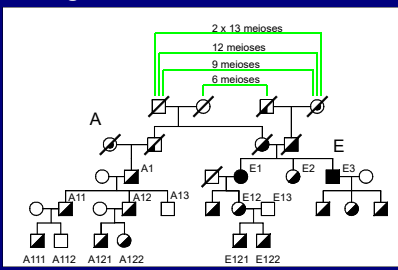 2 x 13 meioses
12 meioses
9 meioses
6 meioses
A
E
A1
E1
E2
E3
A11
A12
A13
E12
E13
A111 A112 A121 A122 E121 E122